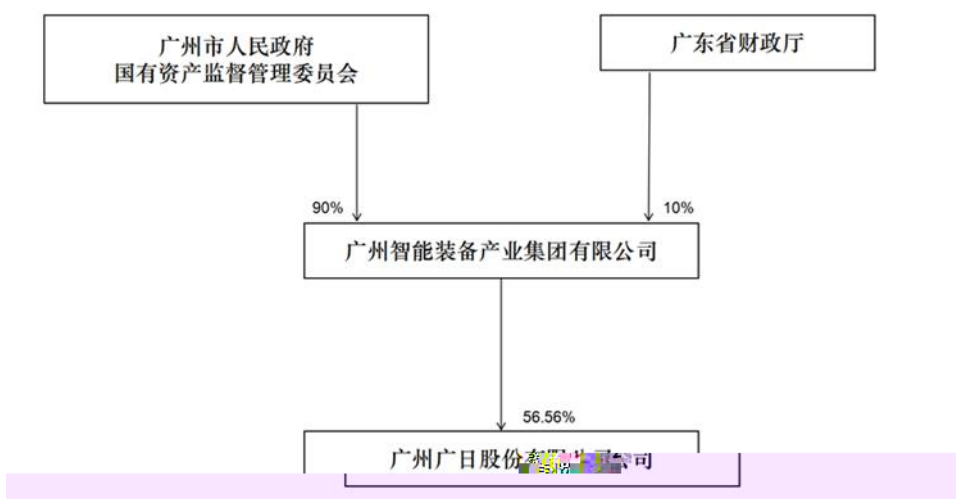 广州市人民政府
国有资产监督管理委员会
广东省财政厅
90%
10%
广州智能装备产业集团有限公司
56.56%
广州广日股份 公司